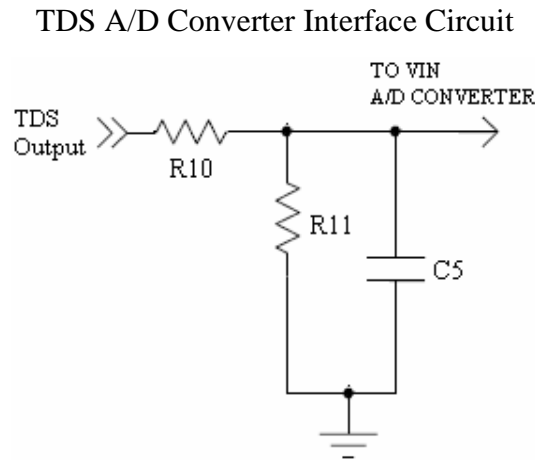 TDS A/D Converter Interface Circuit
TO VIN
A/D CONVERTER
TDS
Output
R10
R11
C5